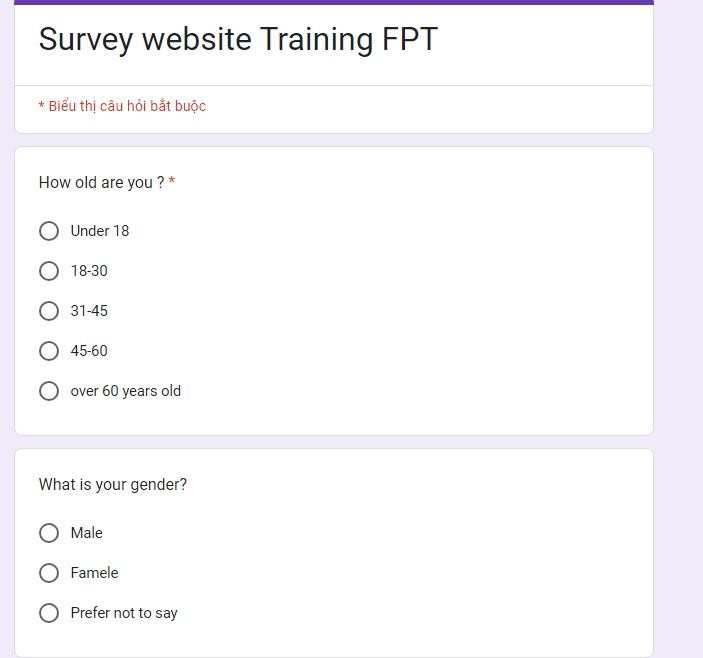 Survey website Training FPT
* Biểu thị câu hỏi bắt buộc
How old are you ? *
Under 18
18-30
31-45
45-60
over 60 years old
What is your gender?
Male
Famele
Prefer not to say